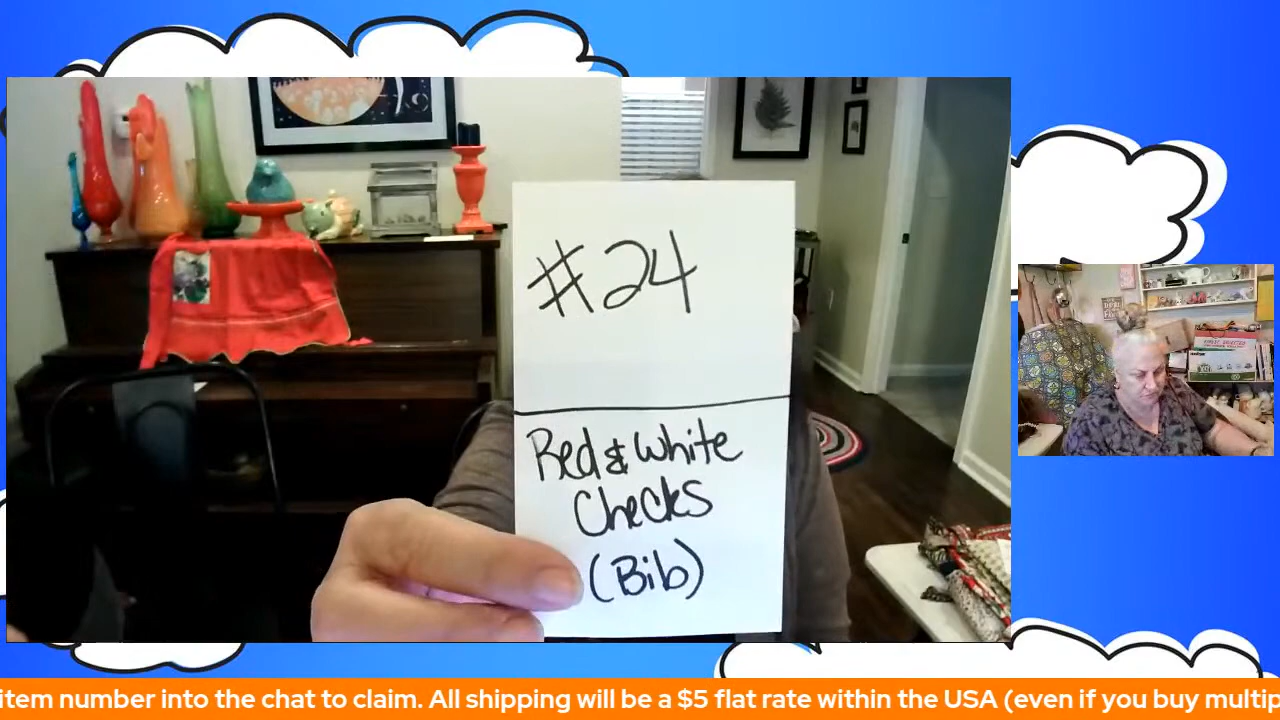 #24
Red & White
Checks
(Bib)
item number into the chat to claim. All shipping will be a $5 flat rate within the USA (even if you buy multip